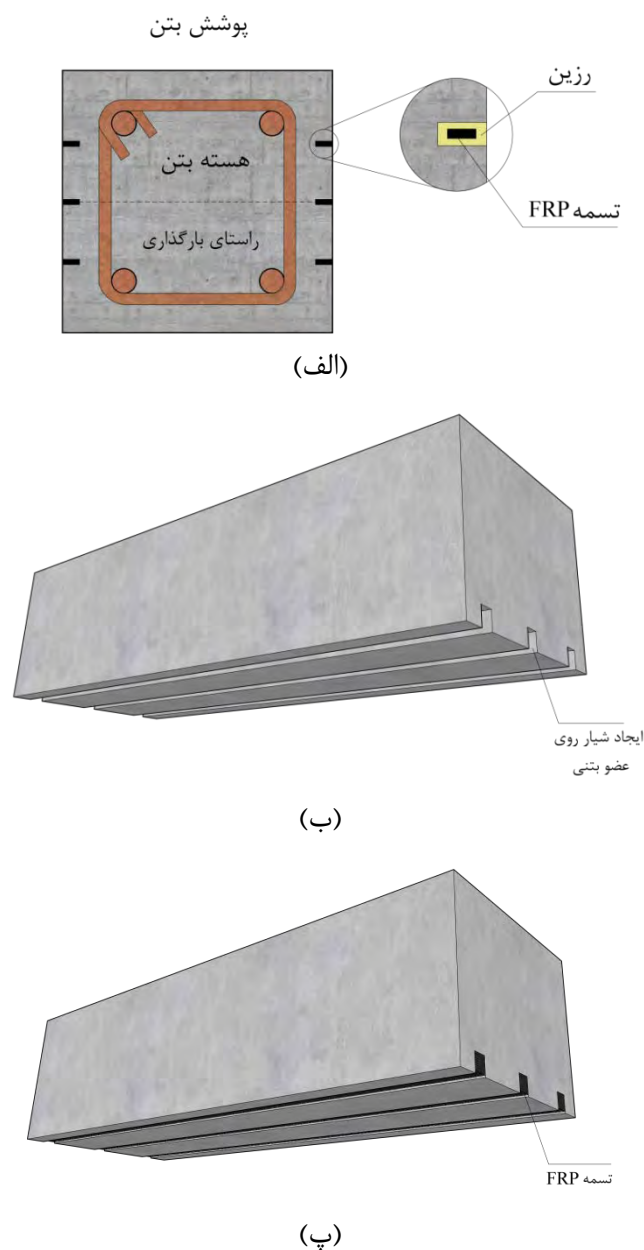 پوشش بتن
رزین
هسته بتن
تسمه FRP
راستای بارگذاری
(الف)
ایجاد شیار روی
عضو بتنی
(ب)
تسمه FRP
(پ)